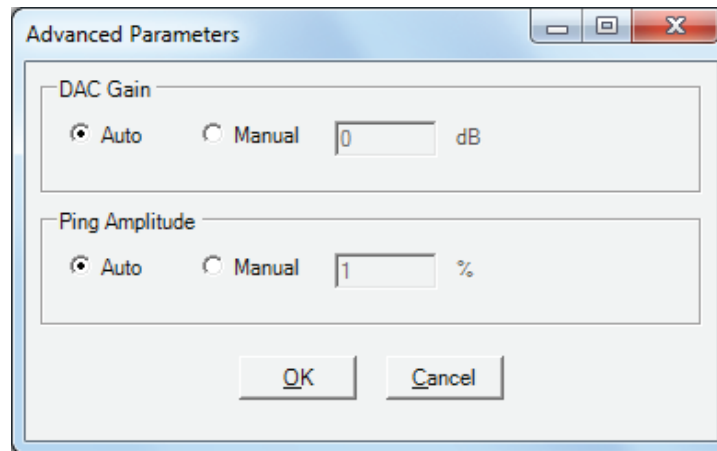 Advanced Parameters
DAC Gain
Auto Manual 0 dB
Ping Amplitude
Auto Manual 1 %
OK Cancel